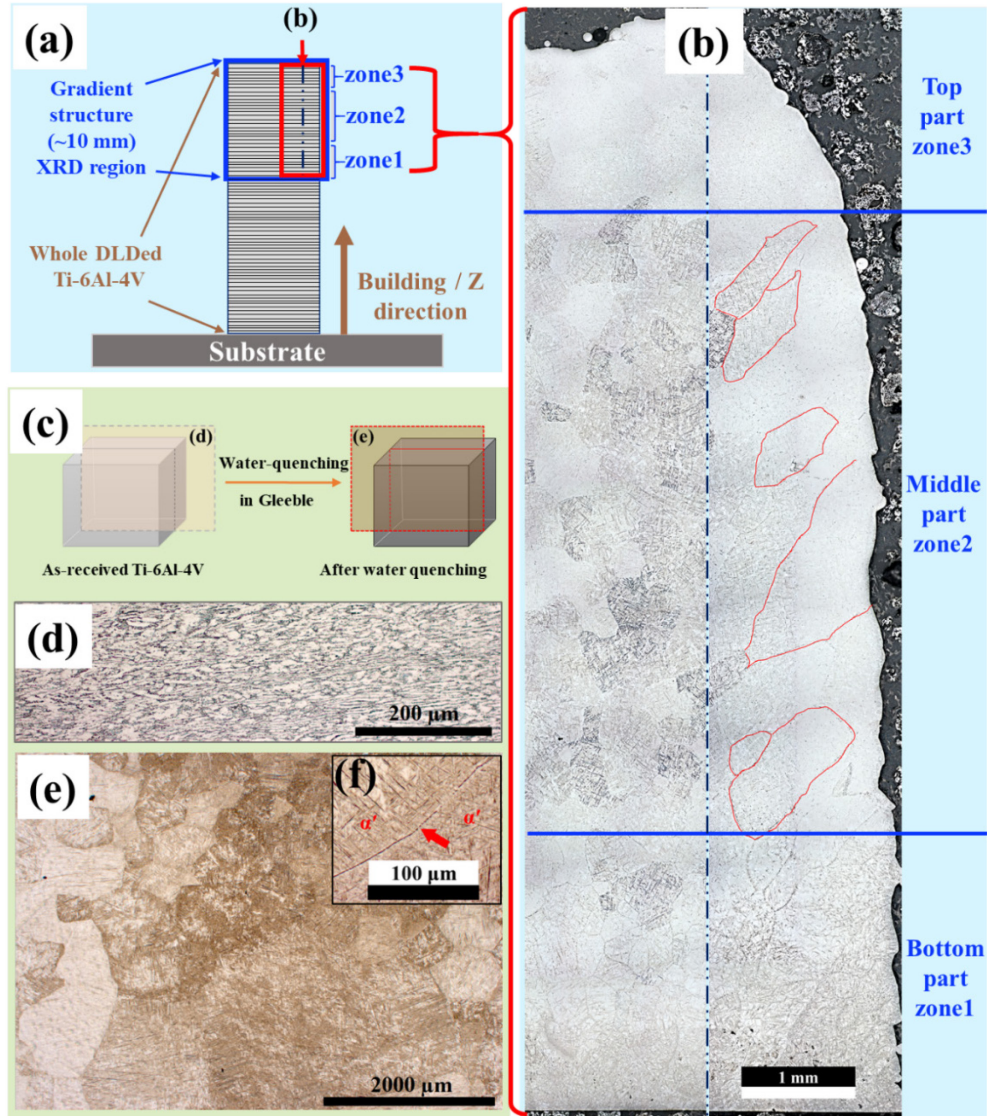 (a)
(b)
zone3
zone2
zone1
Gradient
structure
(~10 mm)
XRD region
Whole DLDed
Ti-6Al-4V
Building / Z
direction
Substrate
(b)
Top
part
zone3
Middle
part
zone2
Bottom
part
zone1
1 mm
(c)
(d)
Water-quenching
in Gleeble
(e)
As-received Ti-6Al-4V
After water quenching
(d)
200 μm
(e)
2000 μm
(f)
α′
α′
100 μm